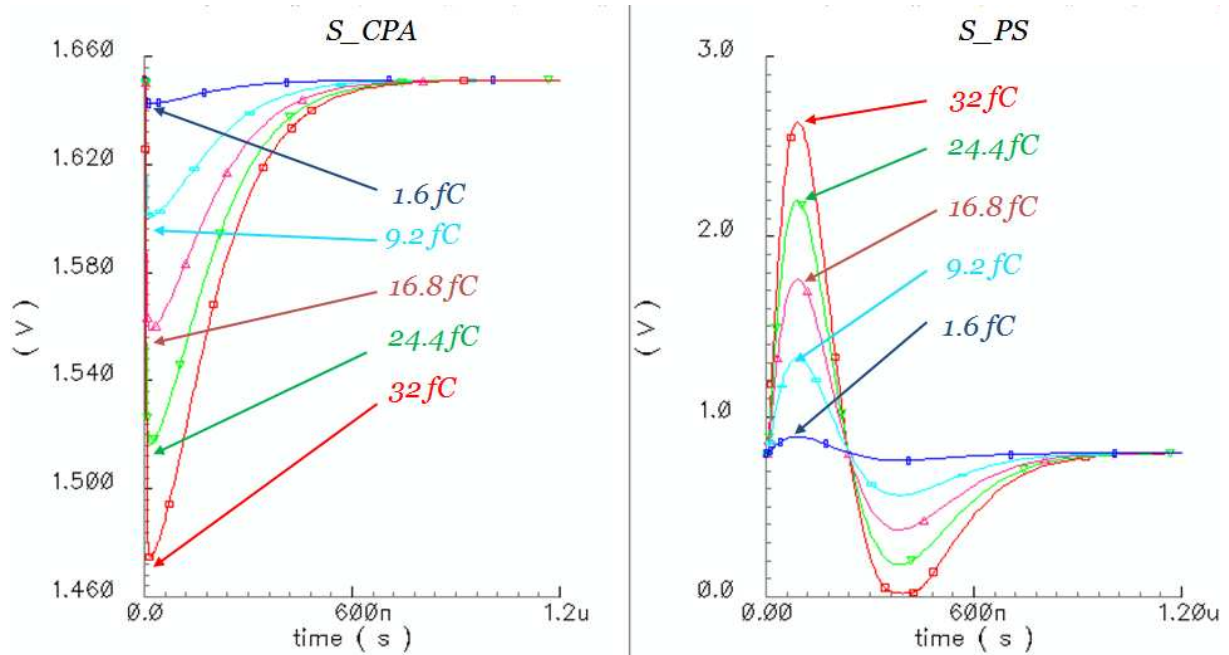 S_CPA
1.660
1.620
1.580
1.540
1.500
1.460
( V )
1.6 fC
9.2 fC
16.8 fC
24.4 fC
32 fC
0.0
600n
1.2u
time ( s )
S_PS
3.0
2.0
1.0
0.0
( V )
32 fC
24.4 fC
16.8 fC
9.2 fC
1.6 fC
0.00
600n
1.20u
time ( s )